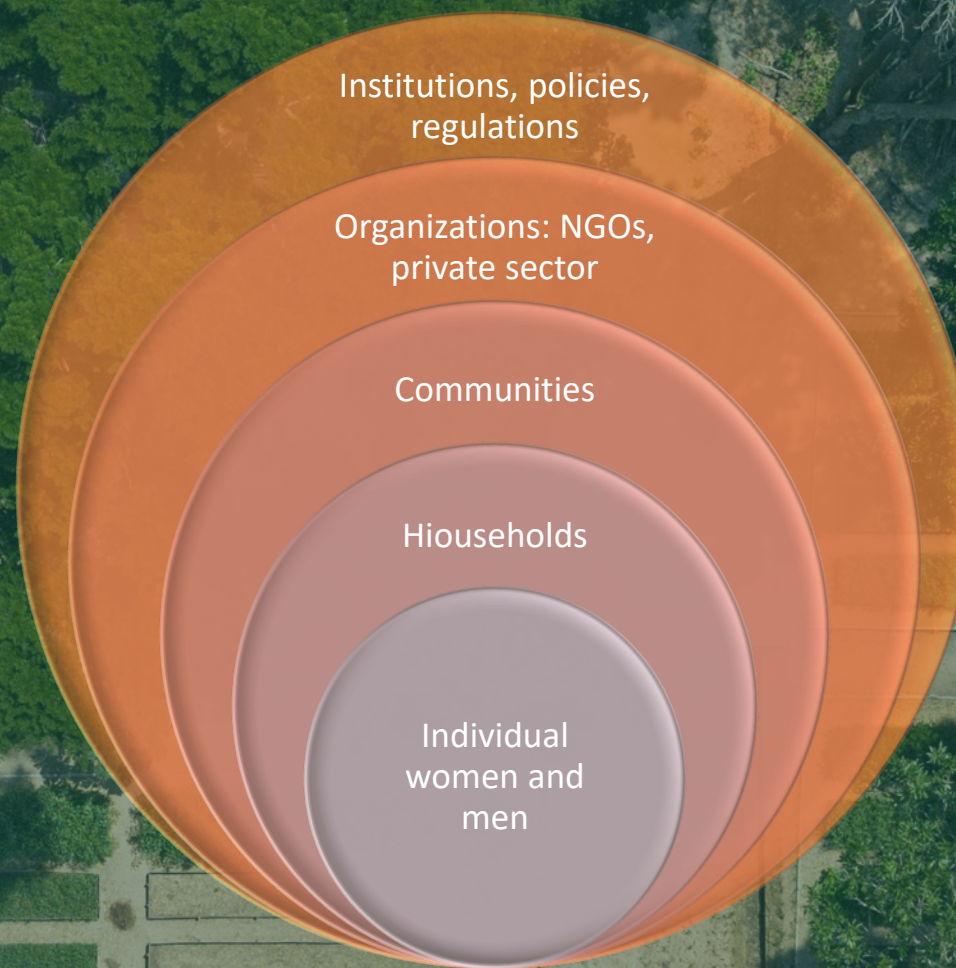 Institutions, policies,
regulations
Organizations: NGOs,
private sector
Communities
Hiouseholds
Individual
women and
men